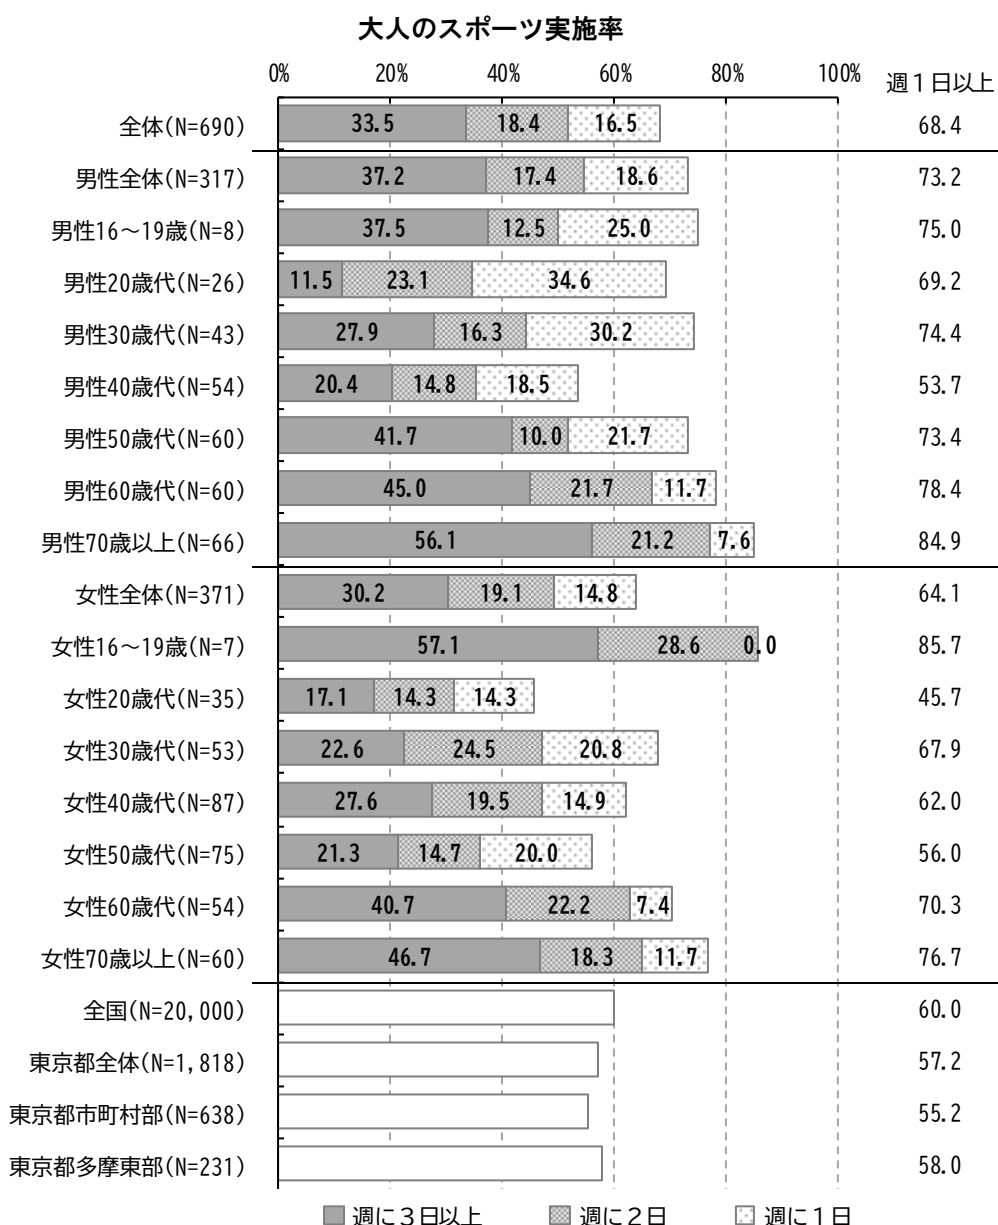 大人のスポーツ実施率
0% 20% 40% 60% 80% 100% 週1日以上
全体(N=690) 33.5 18.4 16.5 68.4
男性全体(N=317) 37.2 17.4 18.6 73.2
男性16～19歳(N=8) 37.5 12.5 25.0 75.0
男性20歳代(N=26) 11.5 23.1 34.6 69.2
男性30歳代(N=43) 27.9 16.3 30.2 74.4
男性40歳代(N=54) 20.4 14.8 18.5 53.7
男性50歳代(N=60) 41.7 10.0 21.7 73.4
男性60歳代(N=60) 45.0 21.7 11.7 78.4
男性70歳以上(N=66) 56.1 21.2 7.6 84.9
女性全体(N=371) 30.2 19.1 14.8 64.1
女性16～19歳(N=7) 57.1 28.6 0.0 85.7
女性20歳代(N=35) 17.1 14.3 14.3 45.7
女性30歳代(N=53) 22.6 24.5 20.8 67.9
女性40歳代(N=87) 27.6 19.5 14.9 62.0
女性50歳代(N=75) 21.3 14.7 20.0 56.0
女性60歳代(N=54) 40.7 22.2 7.4 70.3
女性70歳以上(N=60) 46.7 18.3 11.7 76.7
全国(N=20,000) 60.0
東京都全体(N=1,818) 57.2
東京都市町村部(N=638) 55.2
東京都多摩東部(N=231) 58.0
週に3日以上 週に2日 週に1日